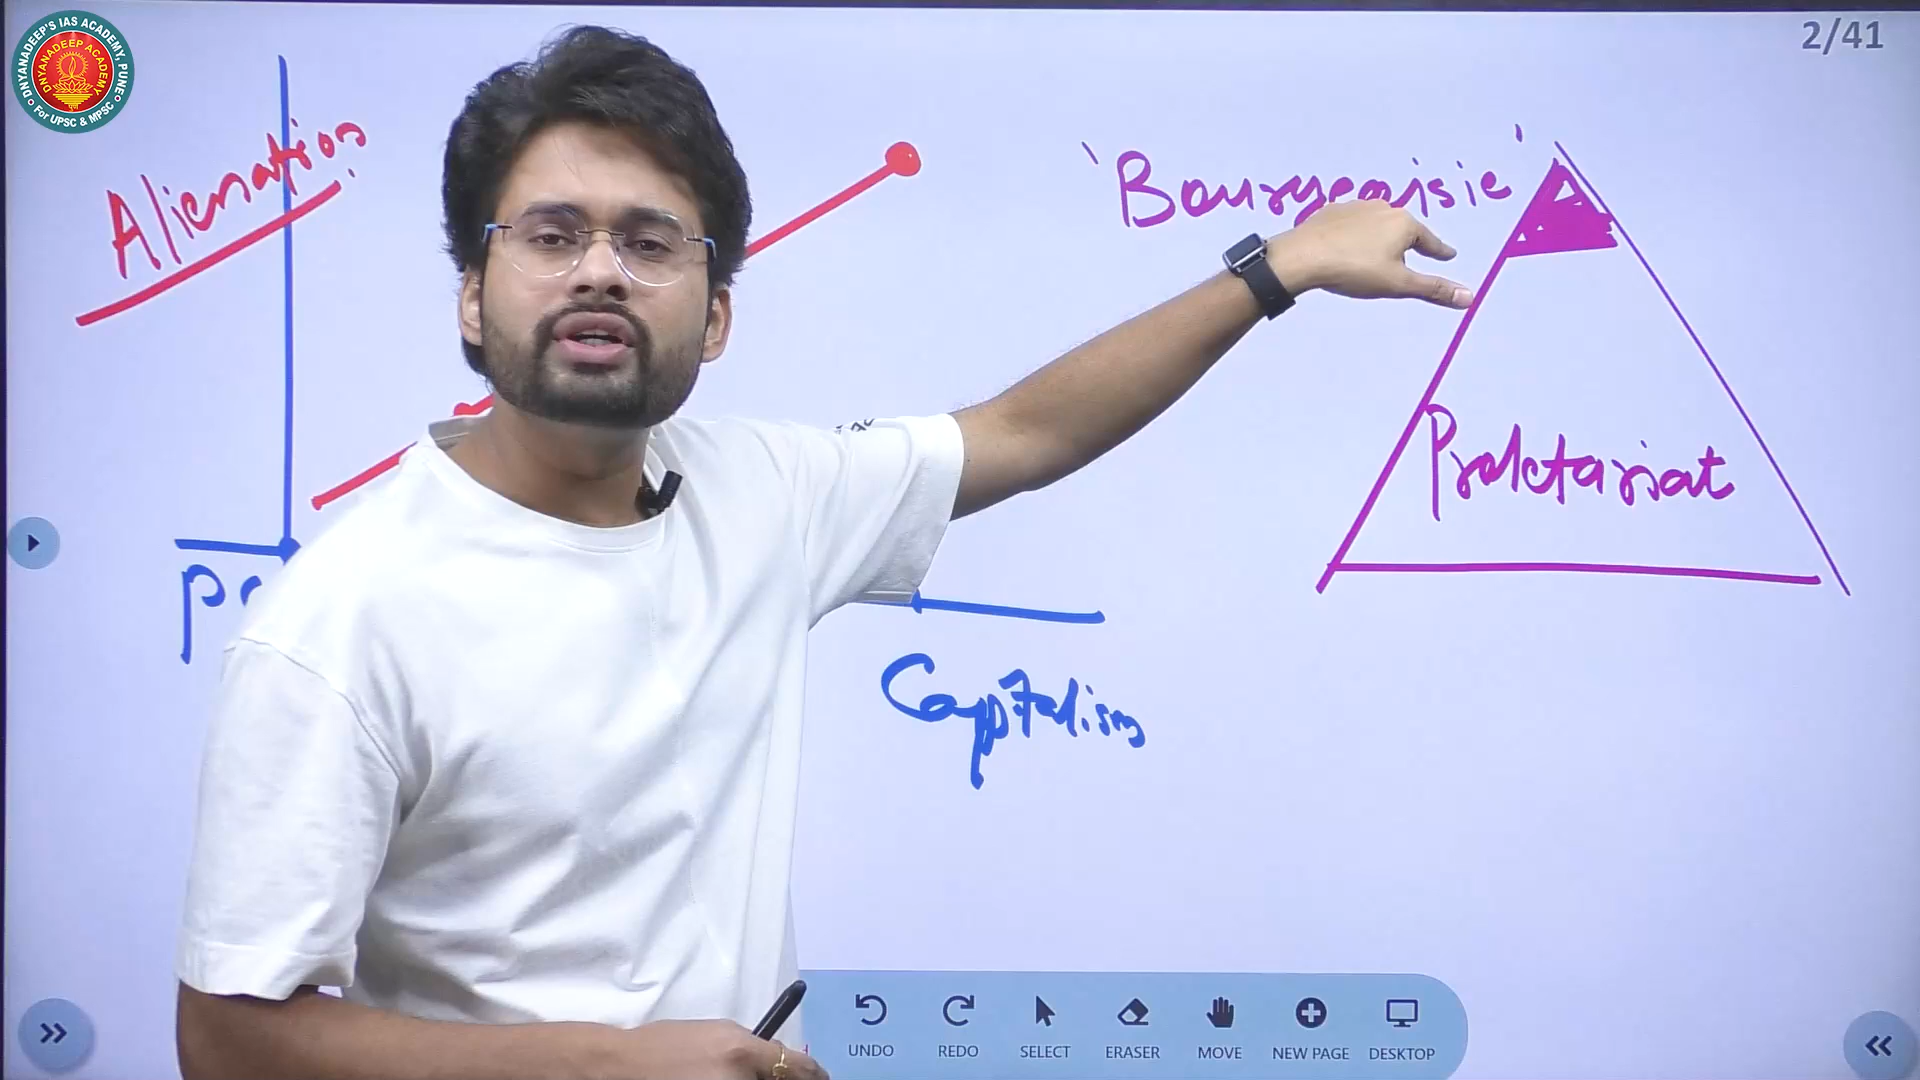 DNYANADEEP'S IAS ACADEMY, PUNE
DNYANADEEP ACADEMY
For UPSC & MPSC
2/41
Alienation
'Bourgeoisie'
Proletariat
Capitalism
UNDO
REDO
SELECT
ERASER
MOVE
NEW PAGE
DESKTOP